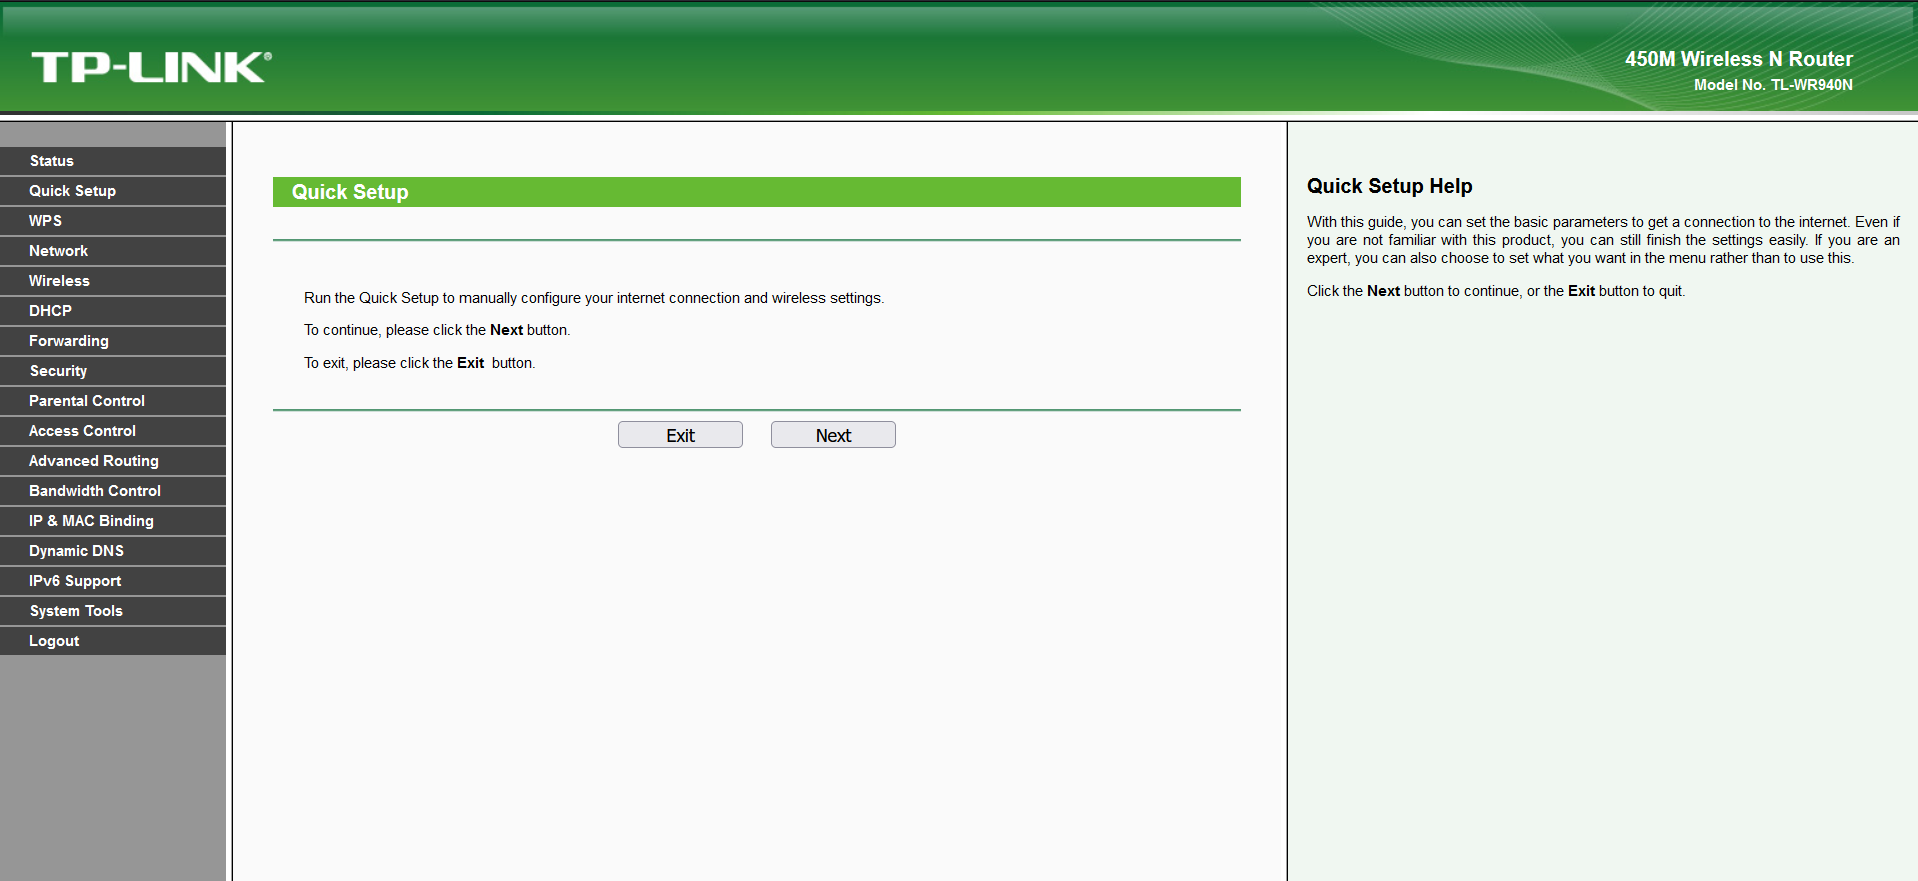 TP-LINK®
450M Wireless N Router
Model No. TL-WR940N
Status
Quick Setup
WPS
Network
Wireless
DHCP
Forwarding
Security
Parental Control
Access Control
Advanced Routing
Bandwidth Control
IP & MAC Binding
Dynamic DNS
IPv6 Support
System Tools
Logout
Quick Setup
Run the Quick Setup to manually configure your internet connection and wireless settings.
To continue, please click the Next button.
To exit, please click the Exit button.
Exit
Next
Quick Setup Help
With this guide, you can set the basic parameters to get a connection to the internet. Even if
you are not familiar with this product, you can still finish the settings easily. If you are an
expert, you can also choose to set what you want in the menu rather than to use this.
Click the Next button to continue, or the Exit button to quit.